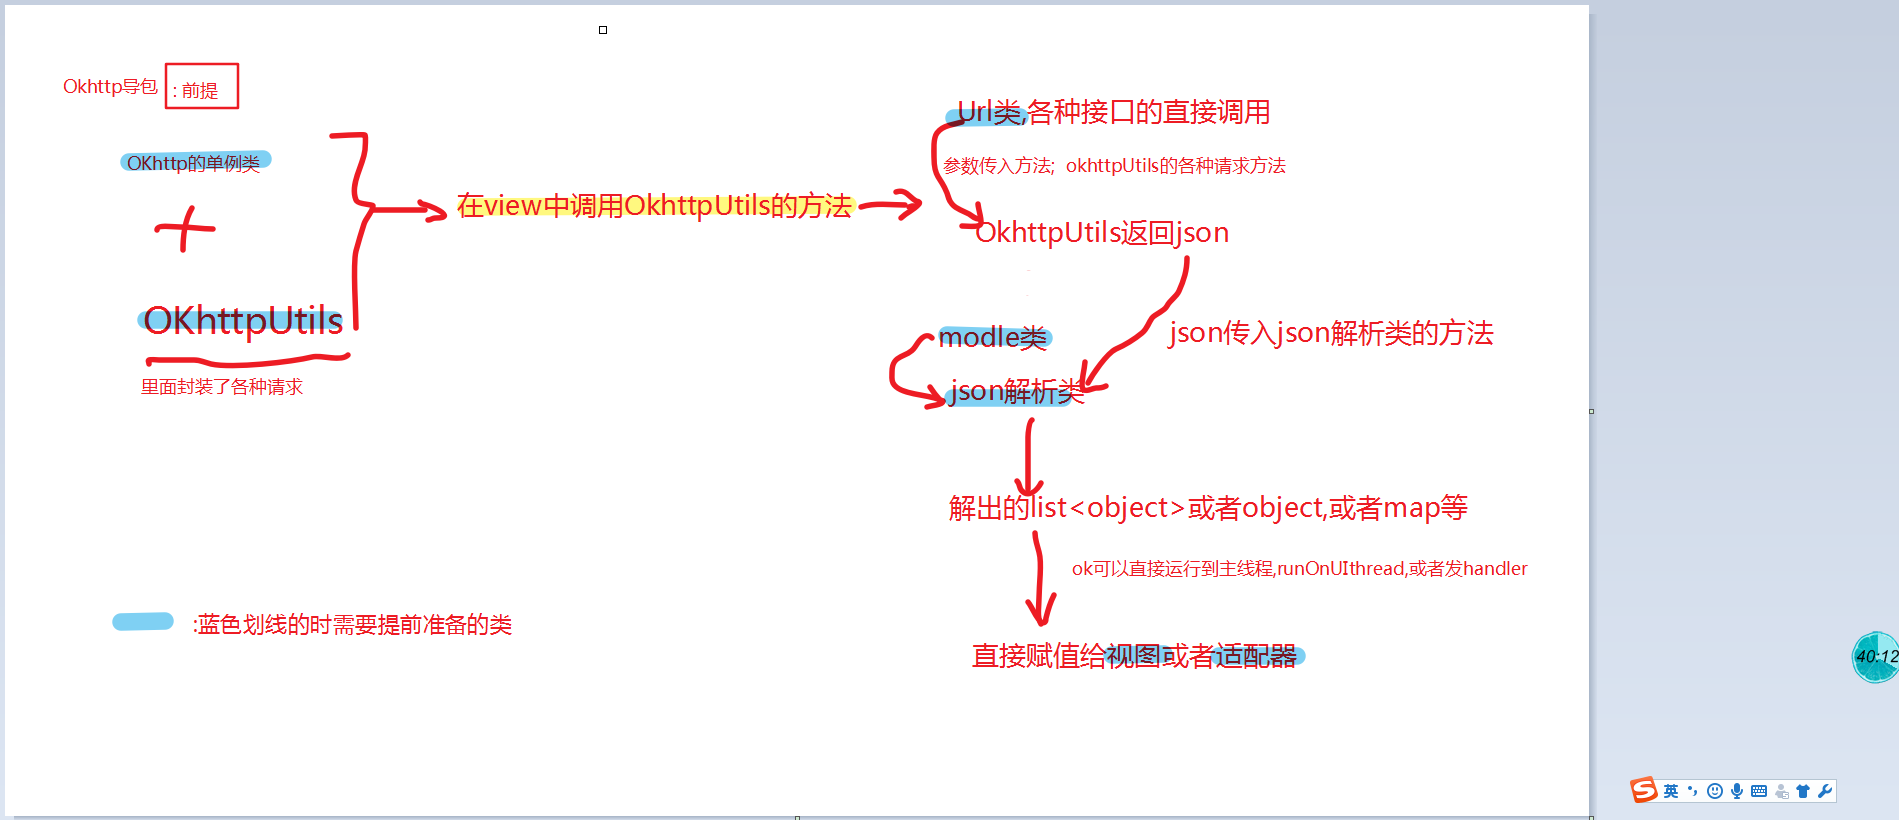 Okhttp导包
: 前提
OKhttp的单例类
OKhttpUtils
里面封装了各种请求
在view中调用OkhttpUtils的方法
Url类,各种接口的直接调用
参数传入方法; okhttpUtils的各种请求方法
OkhttpUtils返回json
modle类
json传入json解析类的方法
json解析类
解出的list<object>或者object,或者map等
ok可以直接运行到主线程,runOnUIthread,或者发handler
直接赋值给视图或者适配器
:蓝色划线的时需要提前准备的类
40:12
S 英